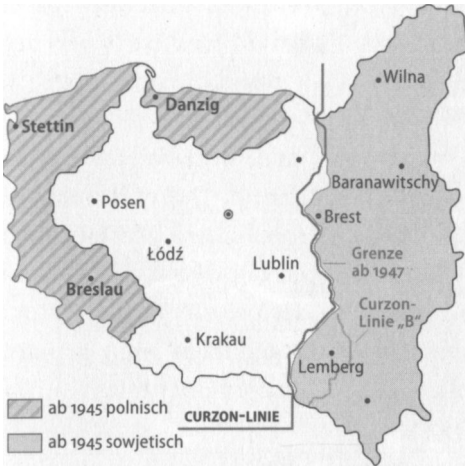 Wilna
Danzig
Stettin
Baranawitschy
Posen
Brest
Łódź
Lublin
Grenze
ab 1947
Breslau
Curzon-
Linie „B“
Krakau
Lemberg
ab 1945 polnisch
CURZON-LINIE
ab 1945 sowjetisch